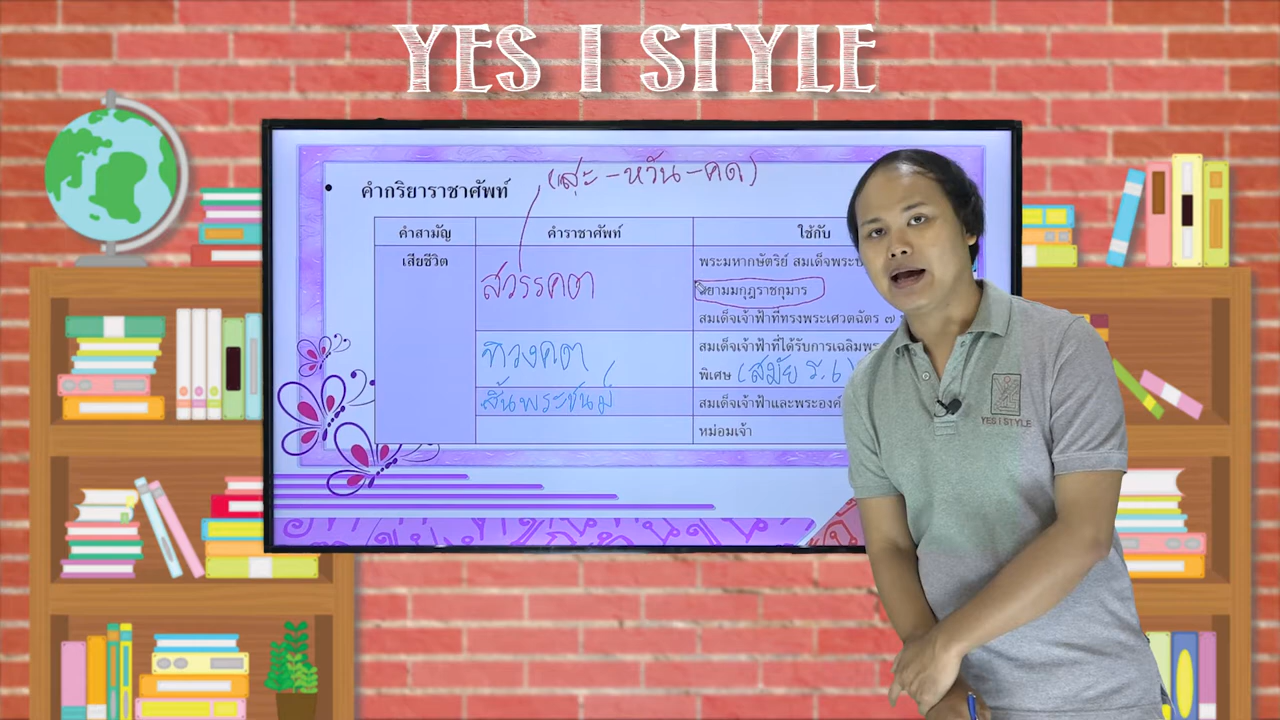 YES I STYLE
(สะ-หวัน-คด)
• คำกริยาราชาศัพท์
คำสามัญ คำราชาศัพท์ ใช้กับ
เสียชีวิต สวรรคต พระมหากษัตริย์ สมเด็จพระบ
ยามมกุฎราชกุมาร
สมเด็จเจ้าฟ้าที่ทรงพระเศวตฉัตร ๗
ทิวงคต สมเด็จเจ้าฟ้าที่ได้รับการเฉลิมพระ
พิเศษ (สมัย ร.6)
สิ้นพระชนม์ สมเด็จเจ้าฟ้าและพระองค์
หม่อมเจ้า
YES I STYLE